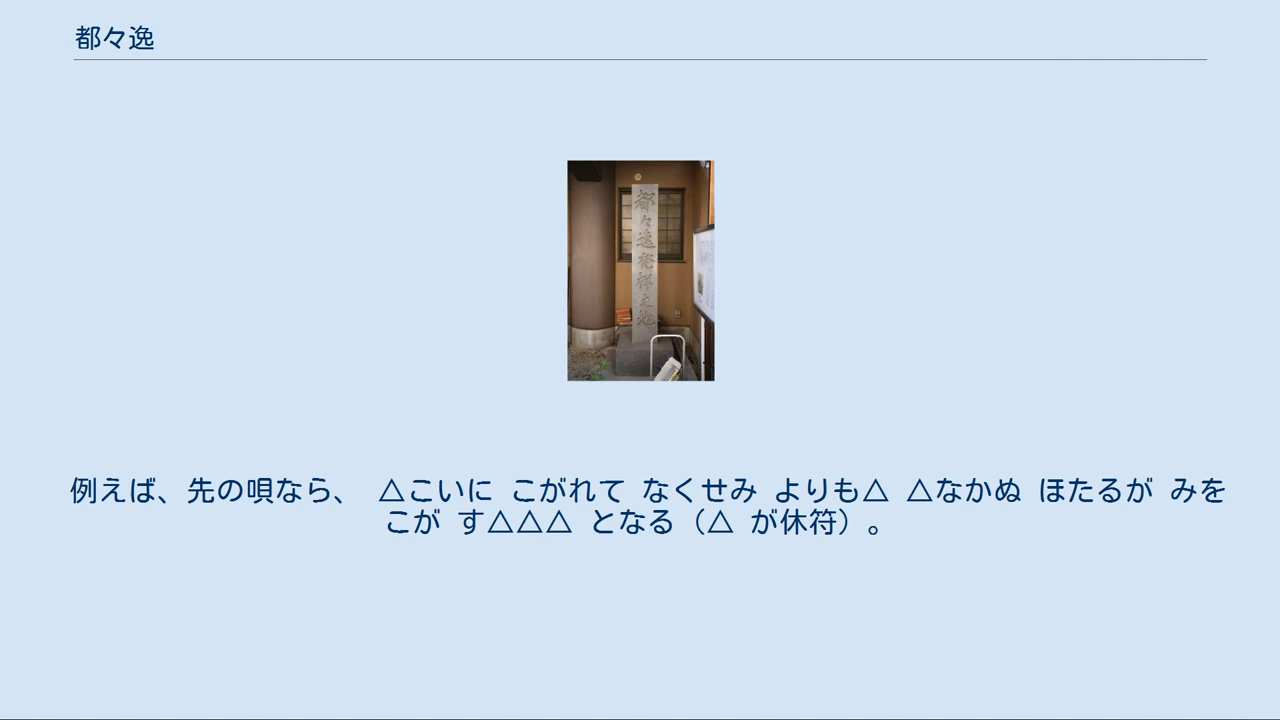 都々逸
都々逸発祥之地
例えば、先の唄なら、 △こいに こがれて なくせみ よりも△ △なかぬ ほたるが みを
こが す△△△ となる（△ が休符）。